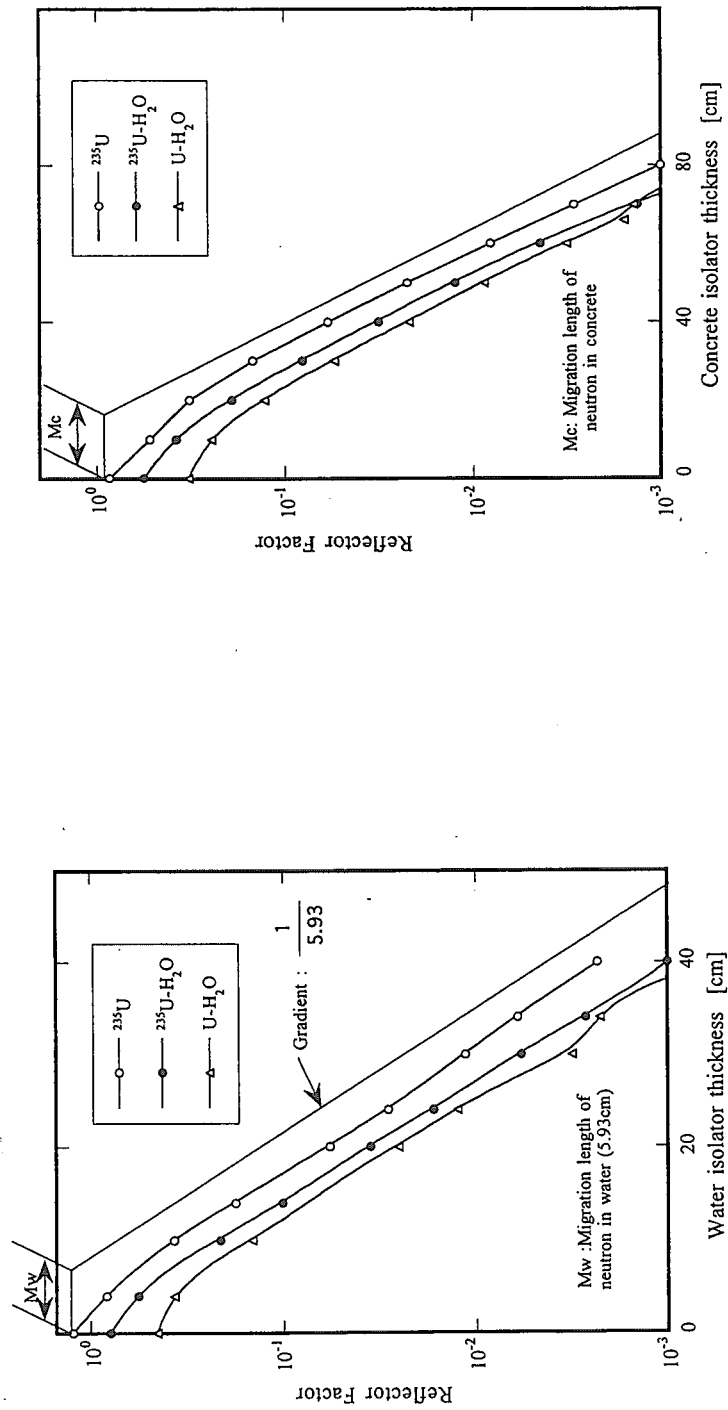 Reflector Factor
10⁰
10⁻¹
10⁻²
10⁻³
Mw
²³⁵U
²³⁵U-H₂O
U-H₂O
Gradient : 1/5.93
Mw :Migration length of
neutron in water (5.93cm)
0
20
40
Water isolator thickness [cm]
Reflector Factor
10⁰
10⁻¹
10⁻²
10⁻³
Mc
²³⁵U
²³⁵U-H₂O
U-H₂O
Mc: Migration length of
neutron in concrete
0
40
80
Concrete isolator thickness [cm]